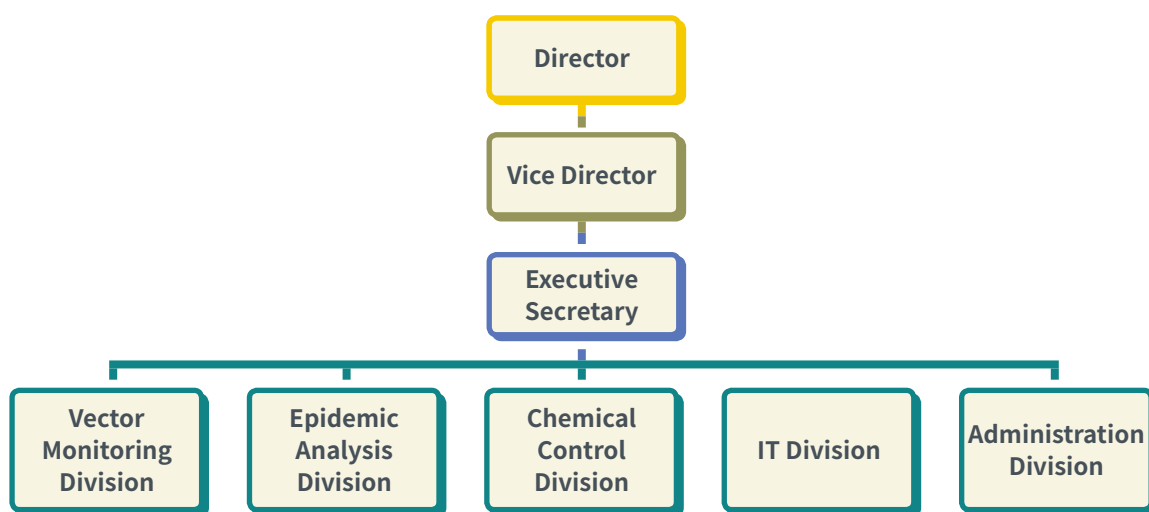 Director
Vice Director
Executive
Secretary
Vector
Monitoring
Division
Epidemic
Analysis
Division
Chemical
Control
Division
IT Division
Administration
Division